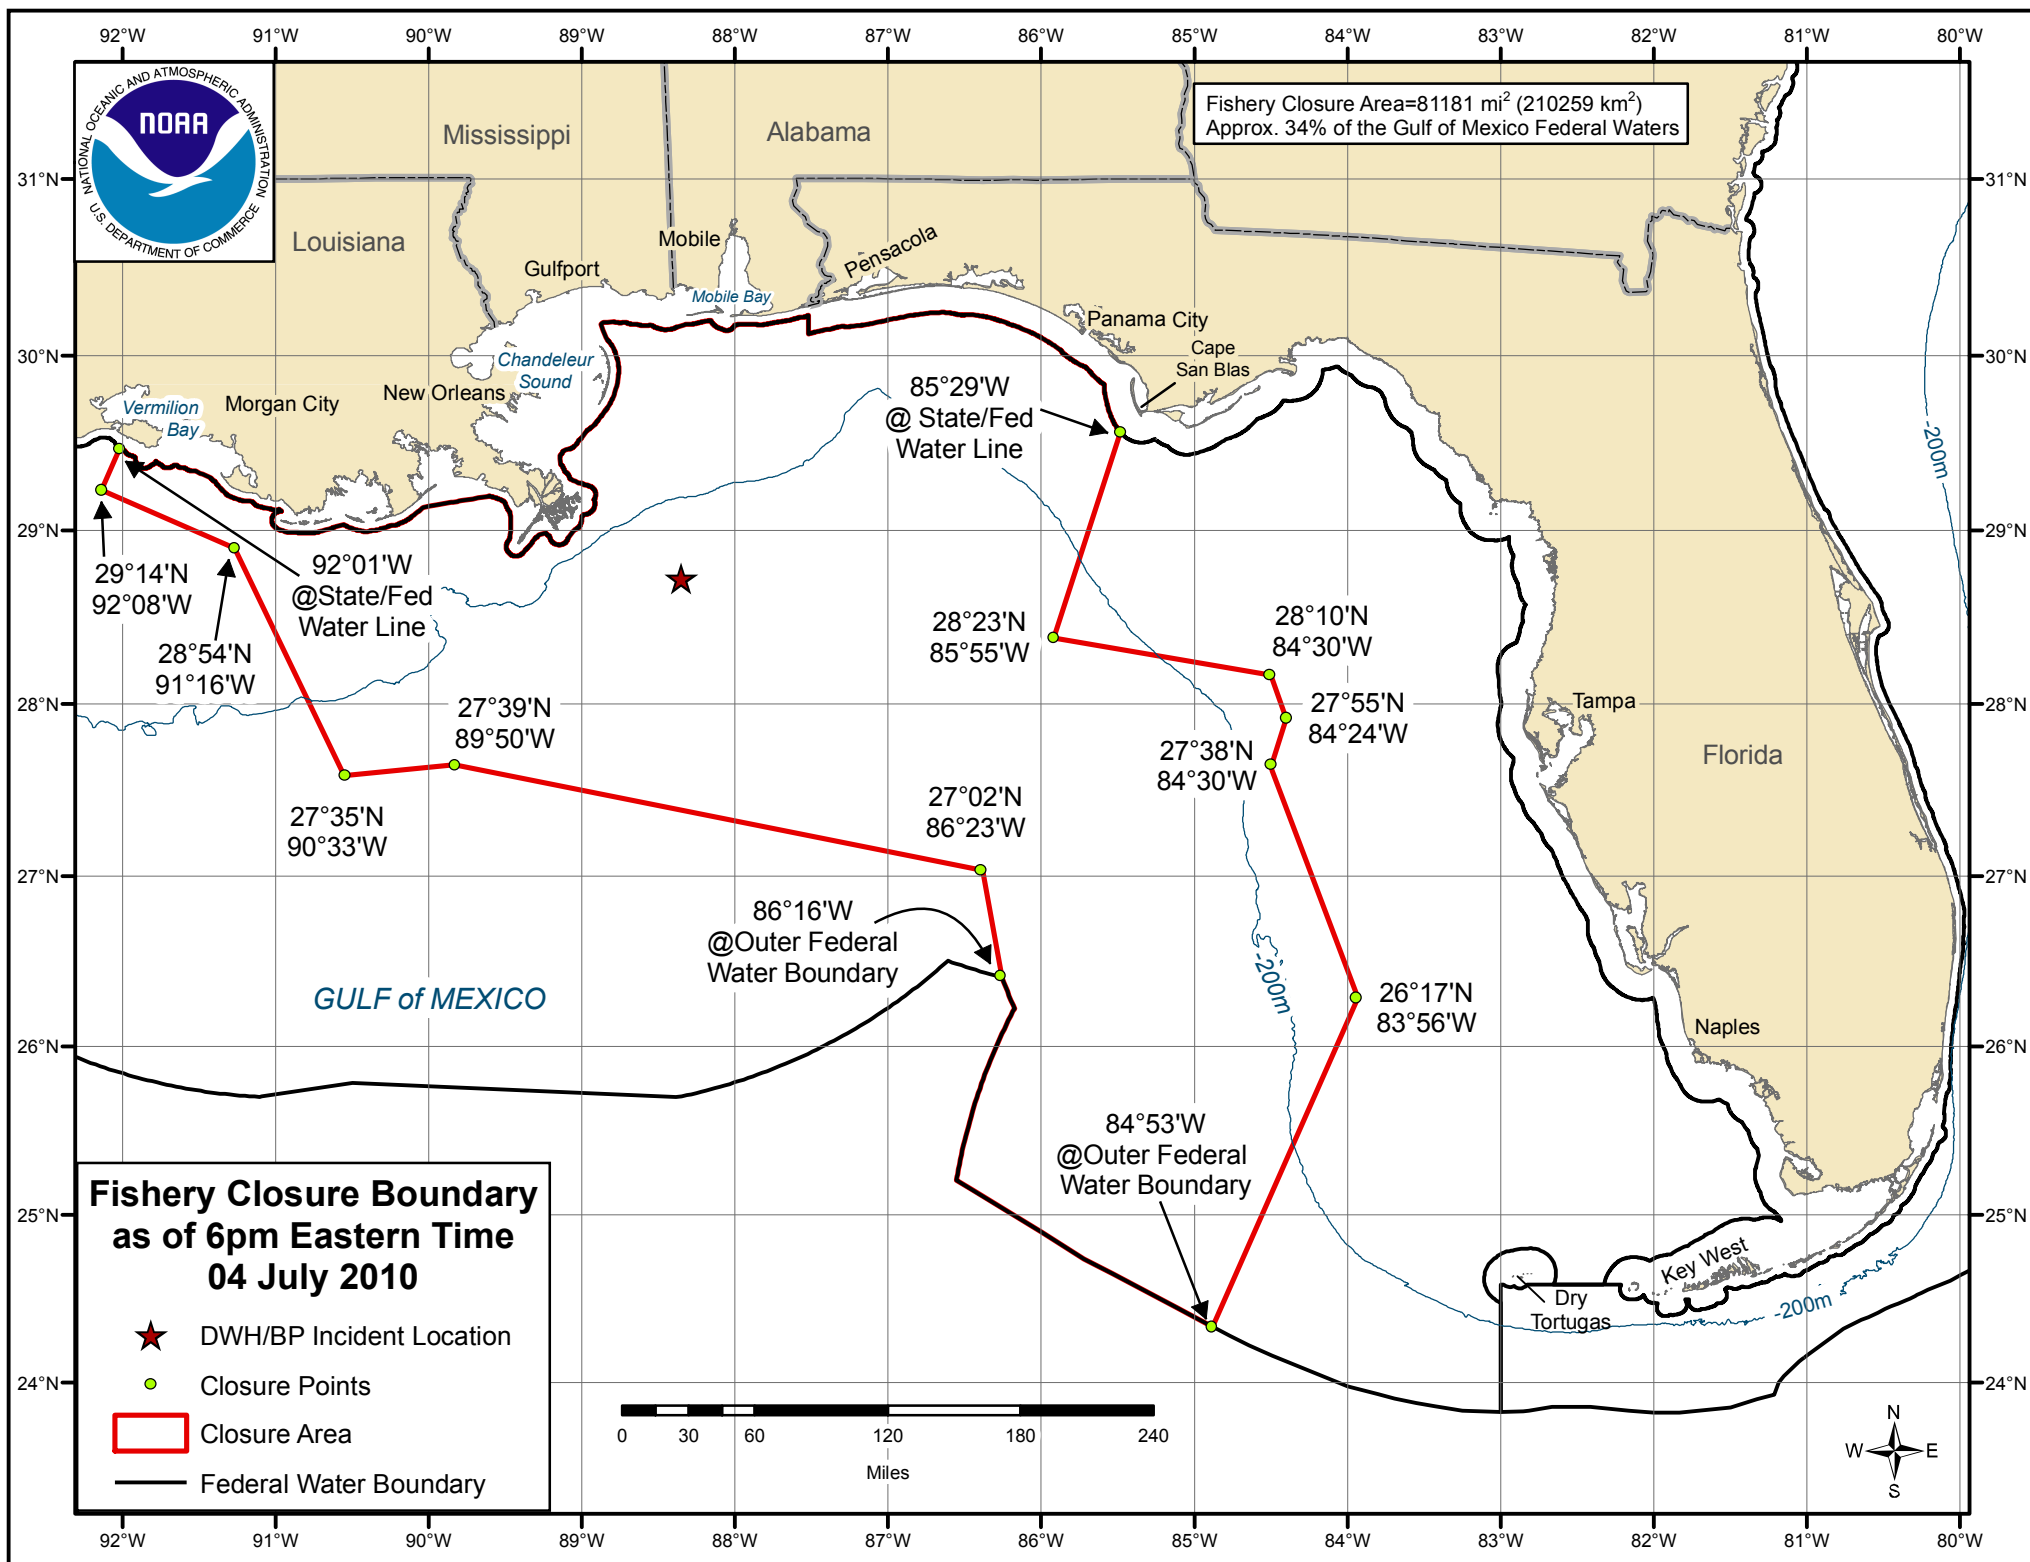 92°W 91°W 90°W 89°W 88°W 87°W 86°W 85°W 84°W 83°W 82°W 81°W 80°W
NATIONAL OCEANIC AND ATMOSPHERIC ADMINISTRATION
NOAA
U.S. DEPARTMENT OF COMMERCE
Fishery Closure Area=81181 mi² (210259 km²)
Approx. 34% of the Gulf of Mexico Federal Waters
Mississippi
Alabama
31°N
31°N
Louisiana
Mobile
Pensacola
Gulfport
Mobile Bay
Panama City
30°N
30°N
Chandeleur
Sound
Cape
San Blas
New Orleans
Morgan City
Vermilion
Bay
85°29'W
@ State/Fed
Water Line
-200m
29°N
29°N
29°14'N
92°08'W
92°01'W
@State/Fed
Water Line
28°54'N
91°16'W
28°23'N
85°55'W
28°10'N
84°30'W
28°N
28°N
27°39'N
89°50'W
27°55'N
84°24'W
Tampa
27°38'N
84°30'W
Florida
27°35'N
90°33'W
27°02'N
86°23'W
27°N
27°N
86°16'W
@Outer Federal
Water Boundary
-200m
GULF of MEXICO
26°17'N
83°56'W
Naples
26°N
26°N
84°53'W
@Outer Federal
Water Boundary
25°N
25°N
Key West
Dry
Tortugas
-200m
24°N
24°N
Fishery Closure Boundary
as of 6pm Eastern Time
04 July 2010
DWH/BP Incident Location
Closure Points
Closure Area
Federal Water Boundary
0 30 60 120 180 240
Miles
N
W E
S
92°W 91°W 90°W 89°W 88°W 87°W 86°W 85°W 84°W 83°W 82°W 81°W 80°W